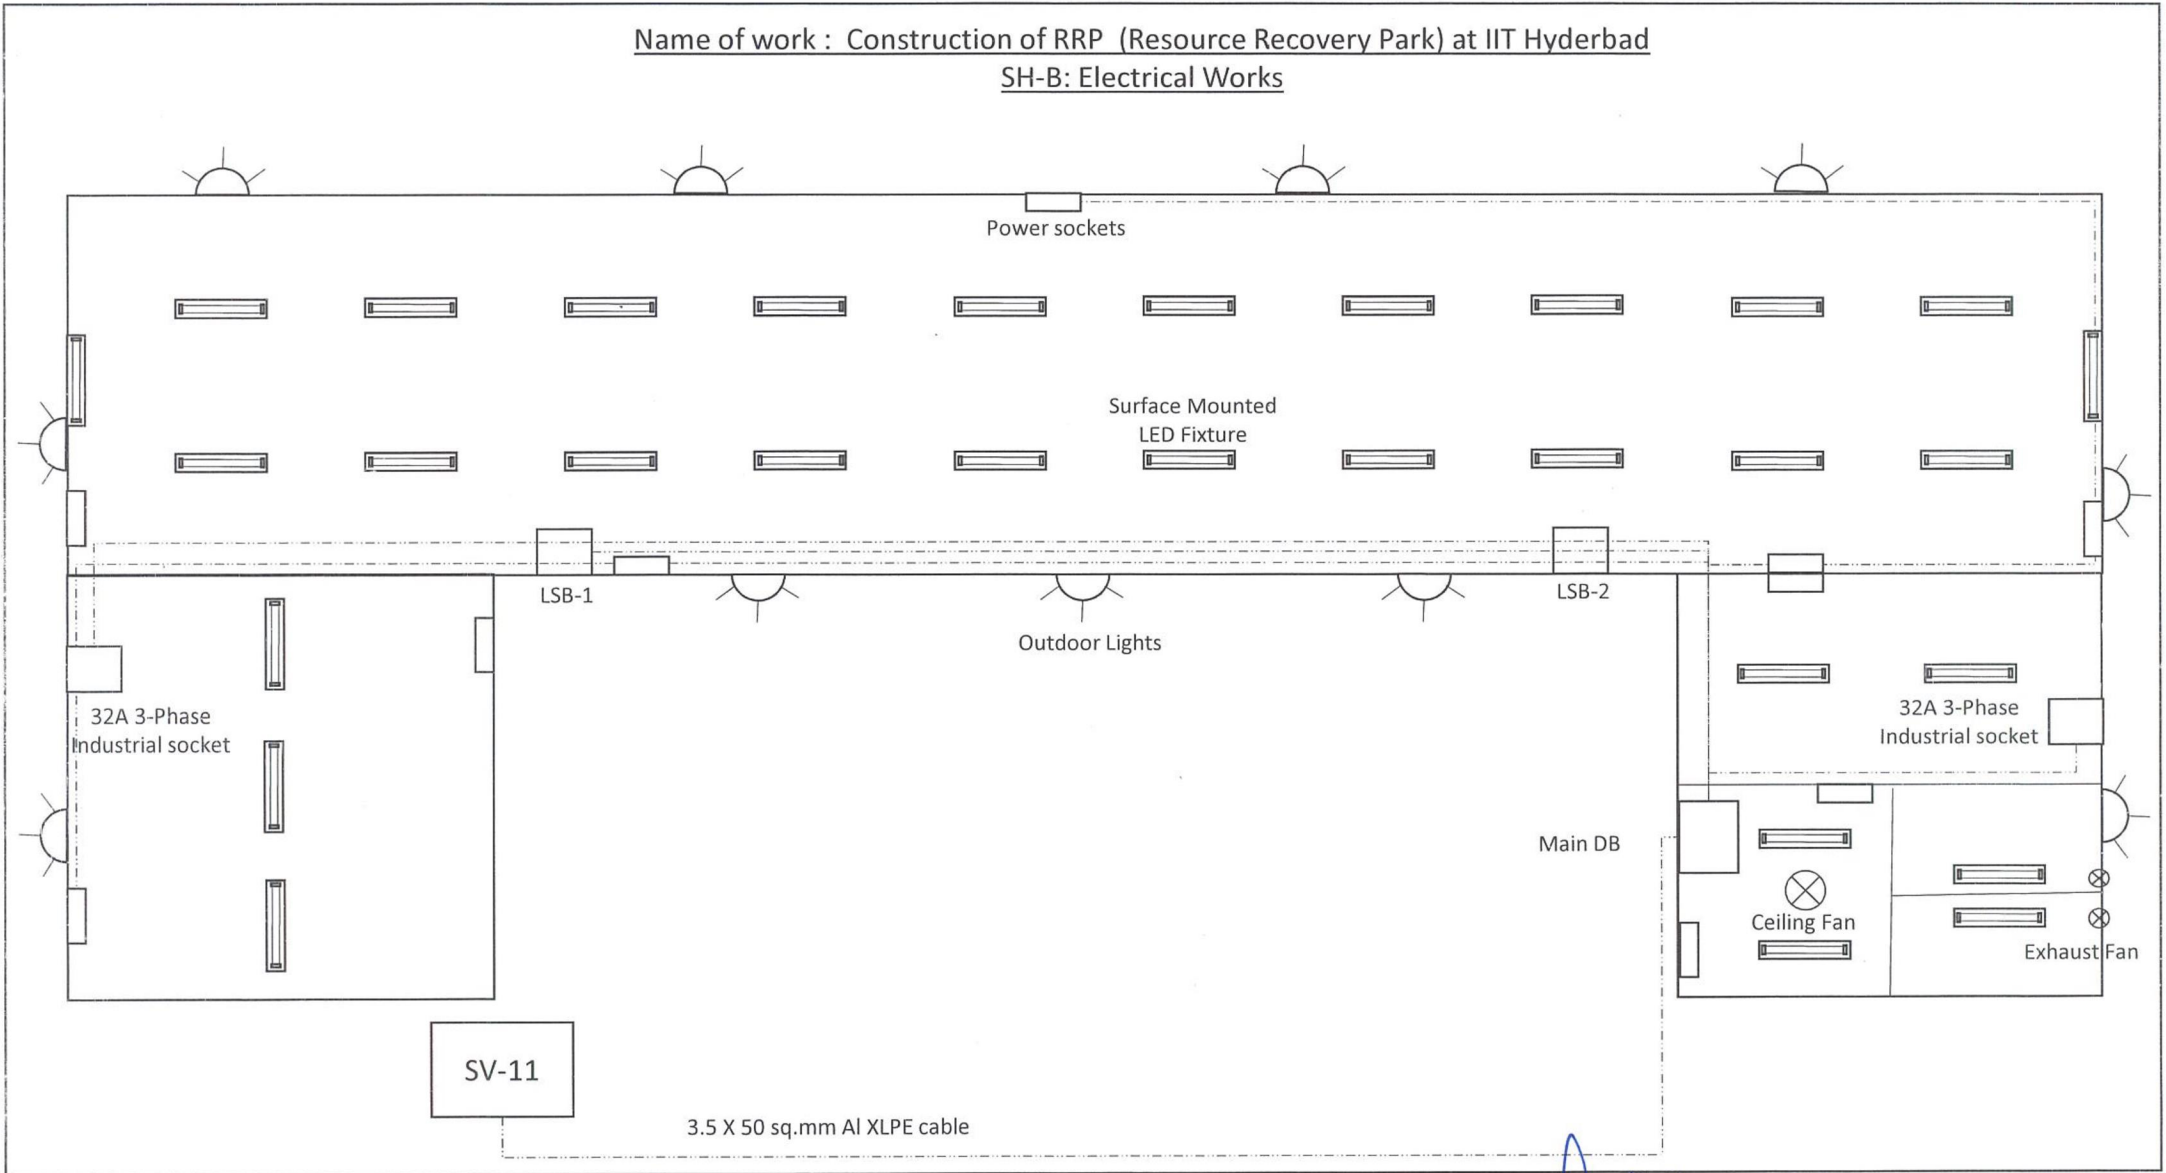 Name of work : Construction of RRP (Resource Recovery Park) at IIT Hyderbad
SH-B: Electrical Works
Power sockets
Surface Mounted
LED Fixture
LSB-1
LSB-2
Outdoor Lights
32A 3-Phase
Industrial socket
32A 3-Phase
Industrial socket
Main DB
Ceiling Fan
Exhaust Fan
SV-11
3.5 X 50 sq.mm Al XLPE cable